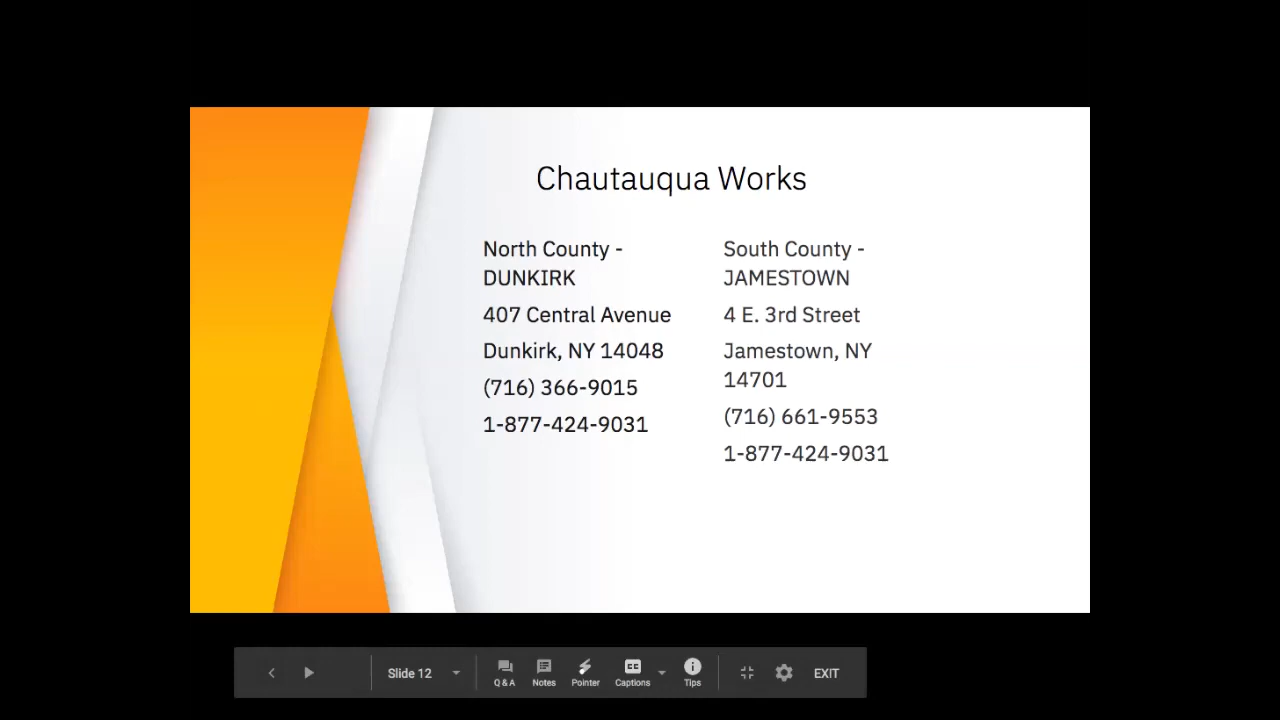 Chautauqua Works
North County -
DUNKIRK
407 Central Avenue
Dunkirk, NY 14048
(716) 366-9015
1-877-424-9031
South County -
JAMESTOWN
4 E. 3rd Street
Jamestown, NY
14701
(716) 661-9553
1-877-424-9031
Slide 12
Q & A
Notes
Pointer
CC
Captions
Tips
EXIT